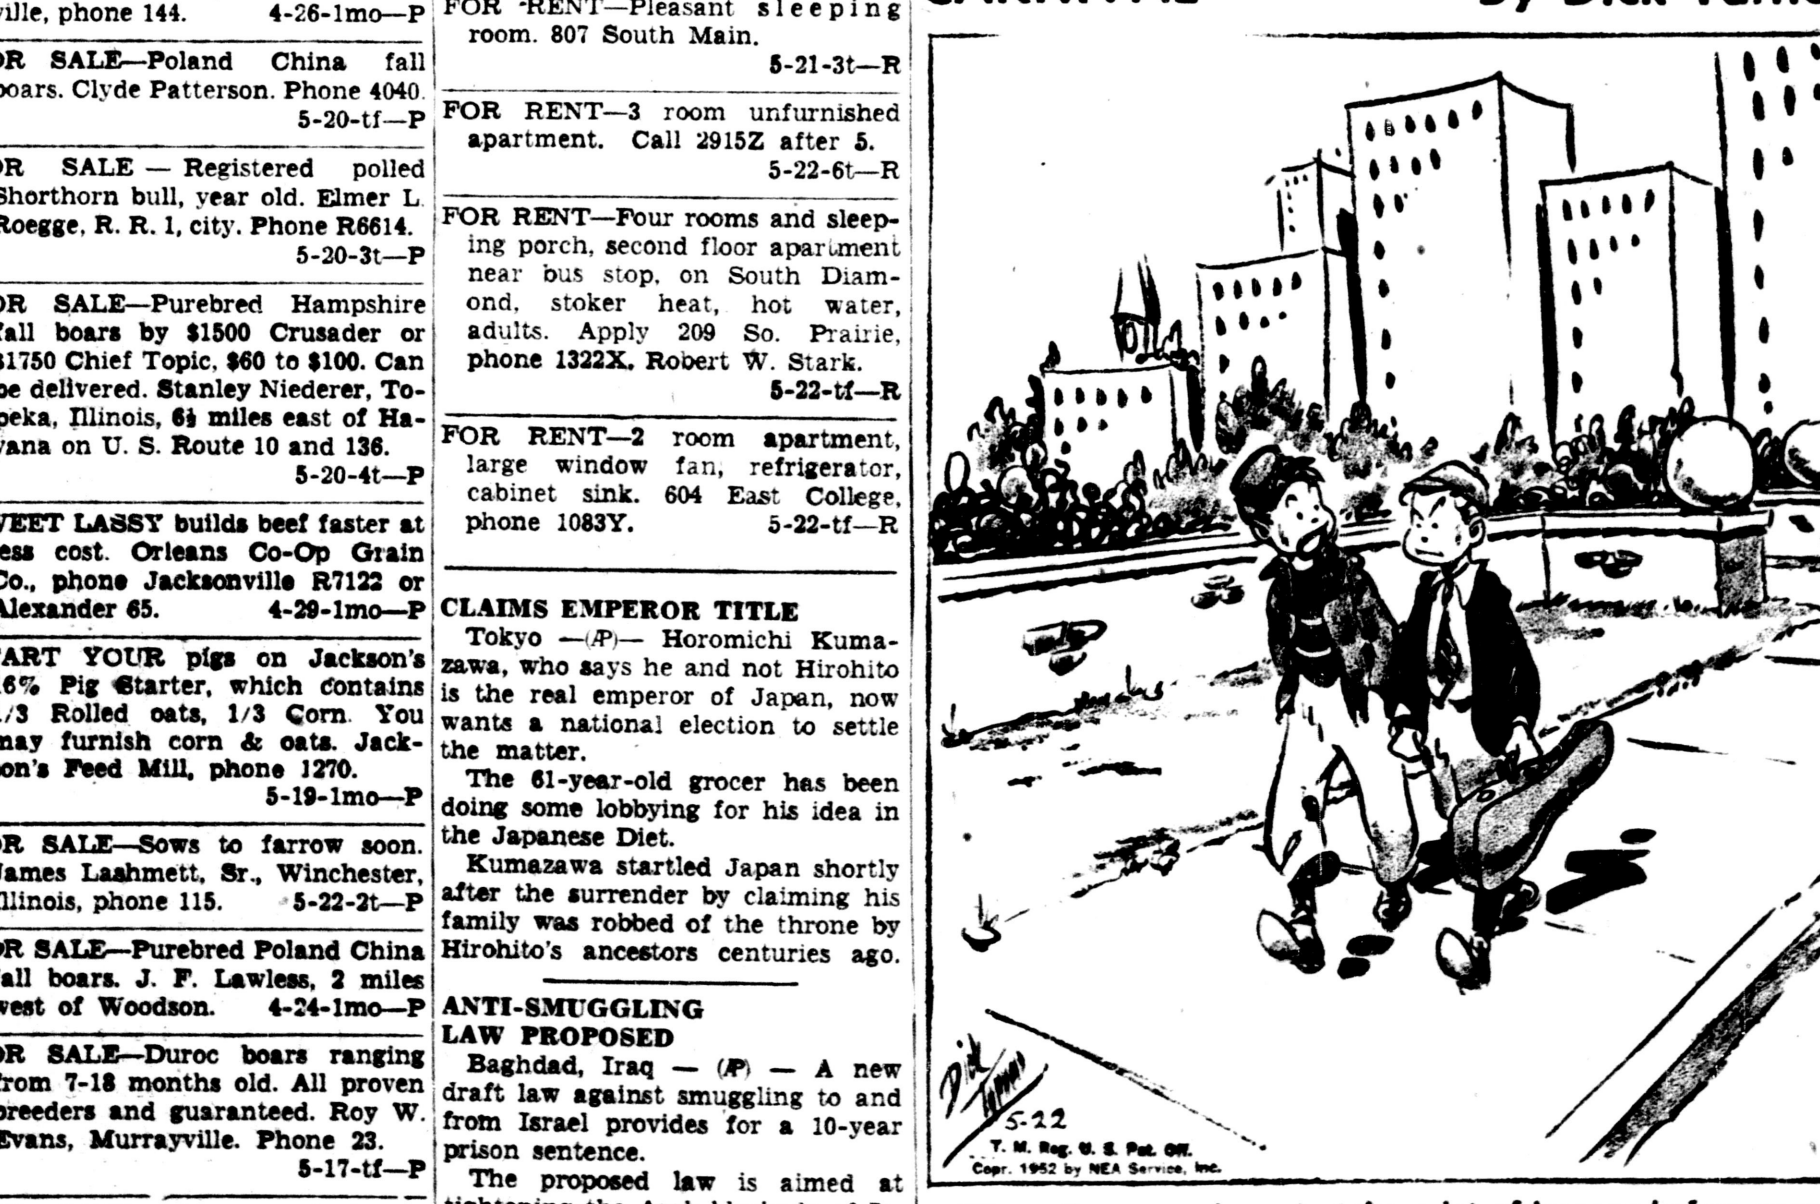 ville, phone 144. 4-26-1mo—P
OR SALE—Poland China fall
boars. Clyde Patterson. Phone 4040.
5-20-tf—P
OR SALE — Registered polled
Shorthorn bull, year old. Elmer L.
Roegge, R. R. 1, city. Phone R6614.
5-20-3t—P
OR SALE—Purebred Hampshire
fall boars by $1500 Crusader or
$1750 Chief Topic, $60 to $100. Can
be delivered. Stanley Niederer, To-
peka, Illinois, 6½ miles east of Ha-
vana on U. S. Route 10 and 136.
5-20-4t—P
WEET LASSY builds beef faster at
less cost. Orleans Co-Op Grain
Co., phone Jacksonville R7122 or
Alexander 65. 4-29-1mo—P
TART YOUR pigs on Jackson's
16% Pig Starter, which contains
1/3 Rolled oats, 1/3 Corn. You
may furnish corn & oats. Jack-
son's Feed Mill, phone 1270.
5-19-1mo—P
OR SALE—Sows to farrow soon.
James Lashmett, Sr., Winchester,
Illinois, phone 115. 5-22-2t—P
OR SALE—Purebred Poland China
fall boars. J. F. Lawless, 2 miles
west of Woodson. 4-24-1mo—P
OR SALE—Duroc boars ranging
from 7-18 months old. All proven
breeders and guaranteed. Roy W.
Evans, Murrayville. Phone 23.
5-17-tf—P
FOR RENT—Pleasant sleeping
room. 807 South Main.
5-21-3t—R
FOR RENT—3 room unfurnished
apartment. Call 2915Z after 5.
5-22-6t—R
FOR RENT—Four rooms and sleep-
ing porch, second floor apartment
near bus stop, on South Diam-
ond, stoker heat, hot water,
adults. Apply 209 So. Prairie,
phone 1322X, Robert W. Stark.
5-22-tf—R
FOR RENT—2 room apartment,
large window fan, refrigerator,
cabinet sink. 604 East College,
phone 1083Y. 5-22-tf—R
CLAIMS EMPEROR TITLE
Tokyo —(AP)— Horomichi Kuma-
zawa, who says he and not Hirohito
is the real emperor of Japan, now
wants a national election to settle
the matter.
The 61-year-old grocer has been
doing some lobbying for his idea in
the Japanese Diet.
Kumazawa startled Japan shortly
after the surrender by claiming his
family was robbed of the throne by
Hirohito's ancestors centuries ago.
ANTI-SMUGGLING
LAW PROPOSED
Baghdad, Iraq — (AP) — A new
draft law against smuggling to and
from Israel provides for a 10-year
prison sentence.
The proposed law is aimed at
By Dick
Dick Turner
5-22
T. M. Reg. U. S. Pat. Off.
Copr. 1952 by NEA Service, Inc.